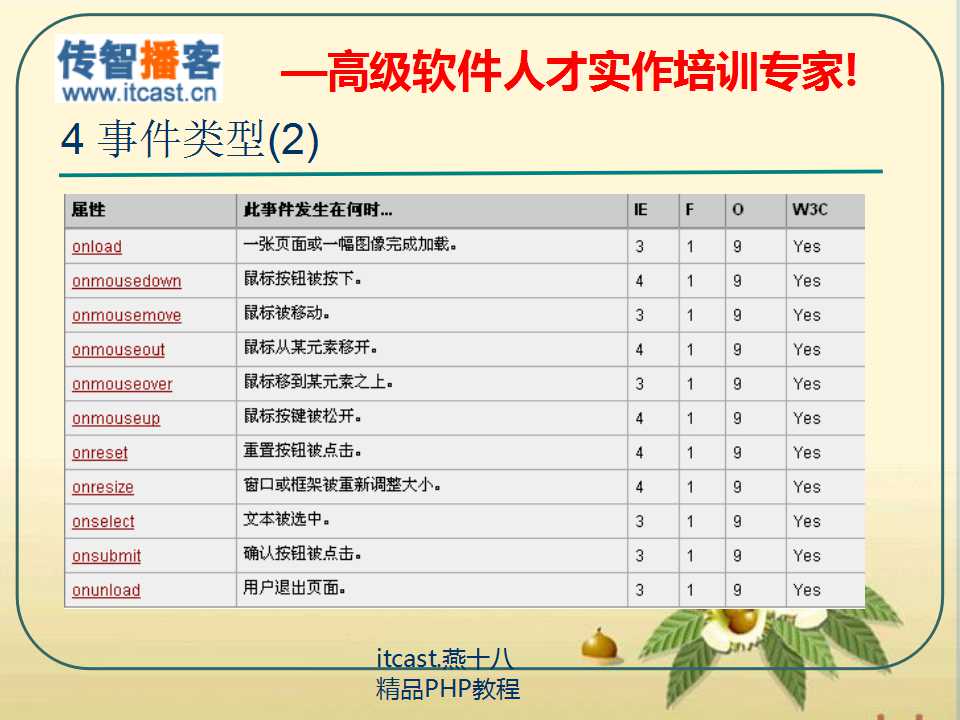 传智播客
www.itcast.cn
—高级软件人才实作培训专家!
4 事件类型(2)
属性 此事件发生在何时... IE F O W3C
onload 一张页面或一幅图像完成加载。 3 1 9 Yes
onmousedown 鼠标按钮被按下。 4 1 9 Yes
onmousemove 鼠标被移动。 3 1 9 Yes
onmouseout 鼠标从某元素移开。 4 1 9 Yes
onmouseover 鼠标移到某元素之上。 3 1 9 Yes
onmouseup 鼠标按键被松开。 4 1 9 Yes
onreset 重置按钮被点击。 4 1 9 Yes
onresize 窗口或框架被重新调整大小。 4 1 9 Yes
onselect 文本被选中。 3 1 9 Yes
onsubmit 确认按钮被点击。 3 1 9 Yes
onunload 用户退出页面。 3 1 9 Yes
itcast.燕十八
精品PHP教程